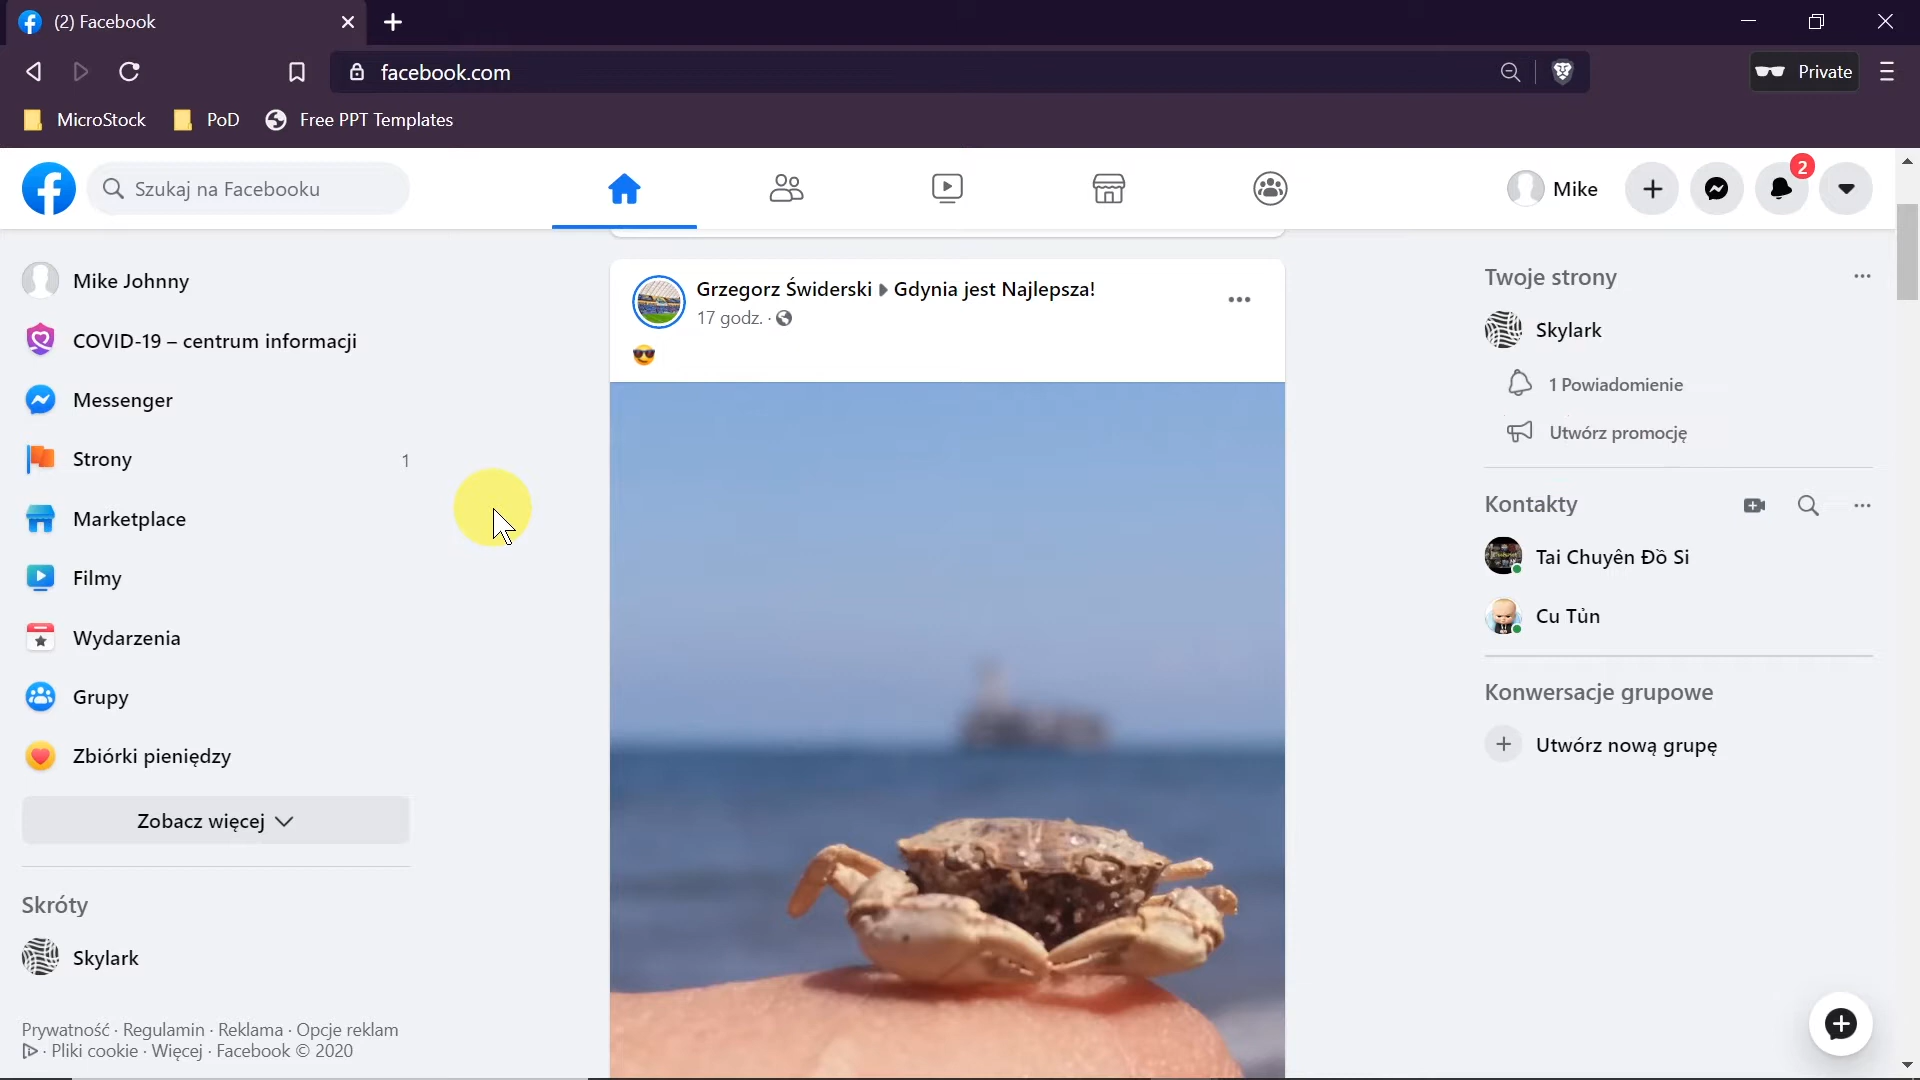 (2) Facebook
facebook.com
Private
MicroStock PoD Free PPT Templates
Szukaj na Facebooku
Mike
2
Mike Johnny
COVID-19 – centrum informacji
Messenger
Strony 1
Marketplace
Filmy
Wydarzenia
Grupy
Zbiórki pieniędzy
Zobacz więcej
Skróty
Skylark
Prywatność · Regulamin · Reklama · Opcje reklam
· Pliki cookie · Więcej · Facebook © 2020
Grzegorz Świderski Gdynia jest Najlepsza!
17 godz. ·
Twoje strony
Skylark
1 Powiadomienie
Utwórz promocję
Kontakty
Tai Chuyên Đồ Si
Cu Tủn
Konwersacje grupowe
Utwórz nową grupę